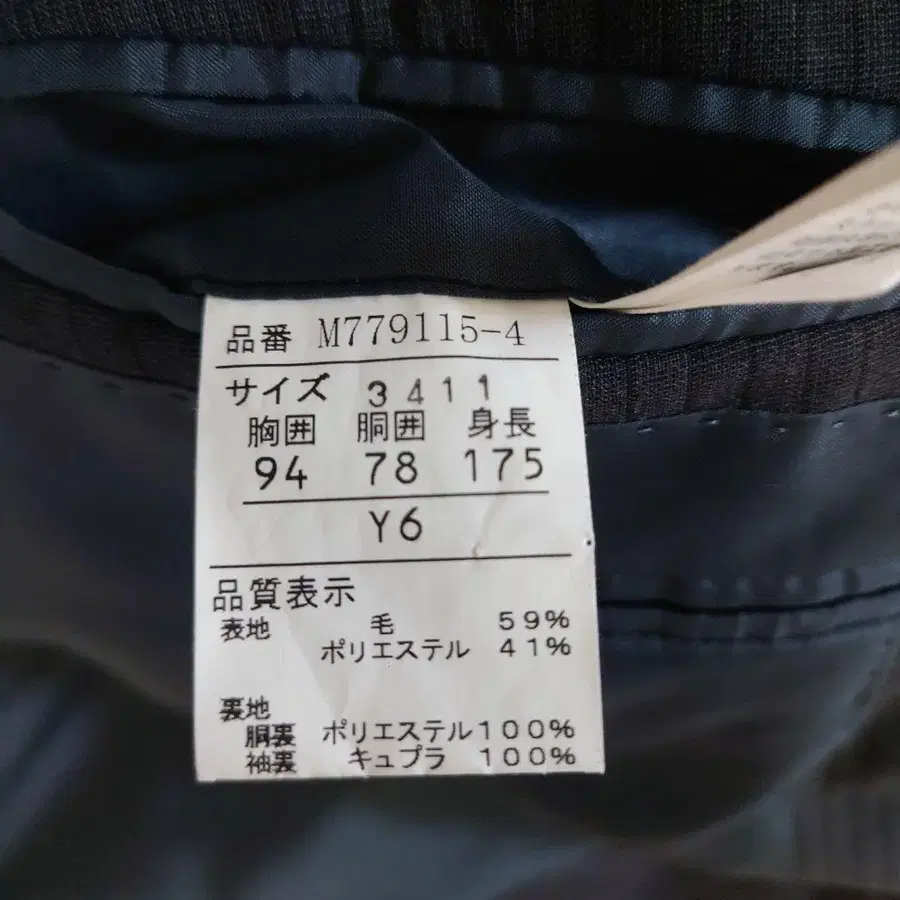 品番 M779115-4
サイズ 3411
胸囲 胴囲 身長
94 78 175
Y6
品質表示
表地 毛 59%
ポリエステル 41%
裏地
胴裏 ポリエステル100%
袖裏 キュプラ 100%